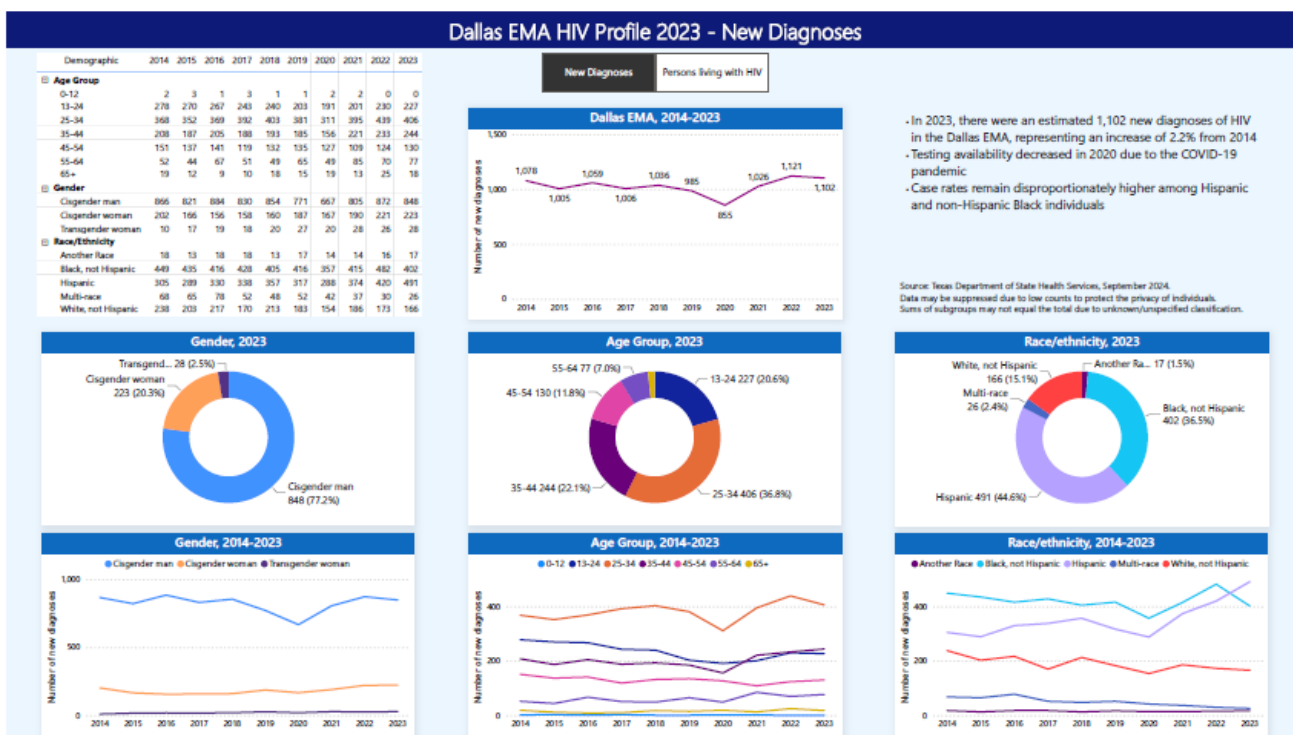 Dallas EMA HIV Profile 2023 - New Diagnoses
Demographic 2014 2015 2016 2017 2018 2019 2020 2021 2022 2023
Age Group
0-12 2 3 1 3 1 1 2 2 0 0
13-24 278 270 267 243 240 203 191 201 230 227
25-34 368 352 369 392 403 381 311 395 439 406
35-44 208 187 205 188 193 185 156 221 233 244
45-54 151 137 141 119 132 135 127 109 124 130
55-64 52 44 67 51 49 65 49 85 70 77
65+ 19 12 9 10 18 15 19 13 25 18
Gender
Cisgender man 866 821 884 830 854 771 667 805 872 848
Cisgender woman 202 166 156 158 160 187 167 190 221 223
Transgender woman 10 17 19 18 20 27 20 28 26 28
Race/Ethnicity
Another Race 18 13 18 18 13 17 14 14 16 17
Black, not Hispanic 449 435 416 428 405 416 357 415 482 402
Hispanic 305 289 330 338 357 317 288 374 420 491
Multi-race 68 65 78 52 48 52 42 37 30 26
White, not Hispanic 238 203 217 170 213 183 154 186 173 166
New Diagnoses
Persons living with HIV
Dallas EMA, 2014-2023
Number of new diagnoses
1,500
1,000
500
0
1,078
1,005
1,059
1,006
1,036
985
855
1,026
1,121
1,102
2014 2015 2016 2017 2018 2019 2020 2021 2022 2023
- In 2023, there were an estimated 1,102 new diagnoses of HIV
in the Dallas EMA, representing an increase of 2.2% from 2014
- Testing availability decreased in 2020 due to the COVID-19
pandemic
- Case rates remain disproportionately higher among Hispanic
and non-Hispanic Black individuals
Source: Texas Department of State Health Services, September 2024.
Data may be suppressed due to low counts to protect the privacy of individuals.
Sums of subgroups may not equal the total due to unknown/unspecified classification.
Gender, 2023
Transgend... 28 (2.5%)
Cisgender woman
223 (20.3%)
Cisgender man
848 (77.2%)
Age Group, 2023
55-64 77 (7.0%)
13-24 227 (20.6%)
45-54 130 (11.8%)
35-44 244 (22.1%)
25-34 406 (36.8%)
Race/ethnicity, 2023
White, not Hispanic
166 (15.1%)
Another Ra... 17 (1.5%)
Multi-race
26 (2.4%)
Black, not Hispanic
402 (36.5%)
Hispanic 491 (44.6%)
Gender, 2014-2023
Cisgender man Cisgender woman Transgender woman
Number of new diagnoses
1,000
500
0
2014 2015 2016 2017 2018 2019 2020 2021 2022 2023
Age Group, 2014-2023
0-12 13-24 25-34 35-44 45-54 55-64 65+
Number of new diagnoses
400
200
0
2014 2015 2016 2017 2018 2019 2020 2021 2022 2023
Race/ethnicity, 2014-2023
Another Race Black, not Hispanic Hispanic Multi-race White, not Hispanic
Number of new diagnoses
400
200
0
2014 2015 2016 2017 2018 2019 2020 2021 2022 2023